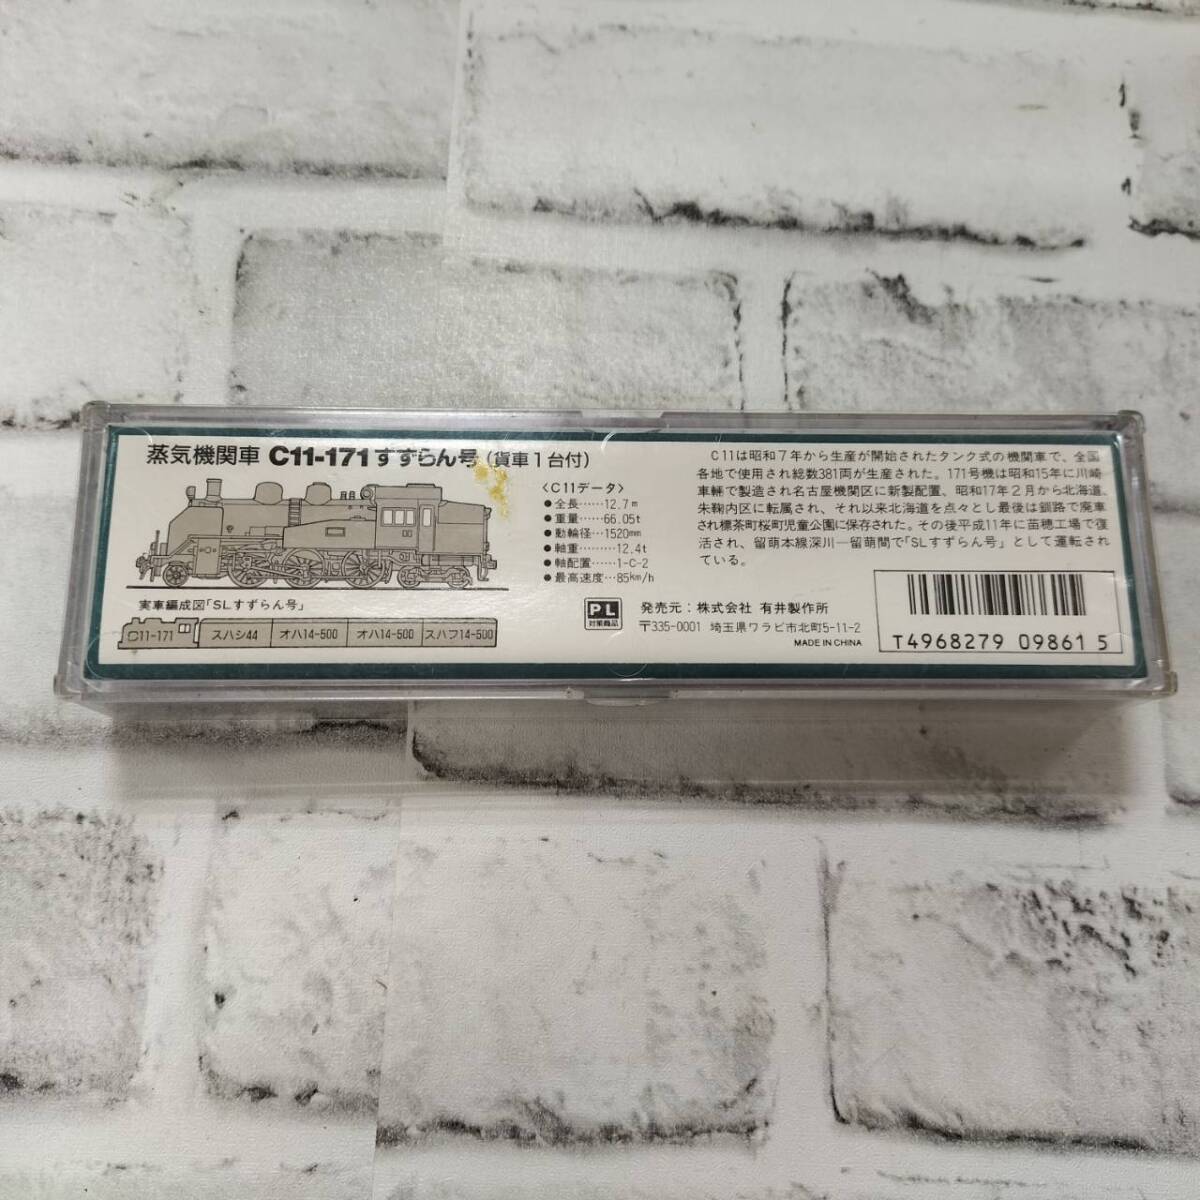 蒸気機関車 C11-171 すずらん号 (貨車1台付)
<C11データ>
●全長……12.7m
●重量……66.05t
●動輪径…1520mm
●軸重……12.4t
●軸配置……1-C-2
●最高速度…85km/h
実車編成図「SLすずらん号」
C11-171 スハシ44 オハ14-500 オハ14-500 スハフ14-500
C11は昭和7年から生産が開始されたタンク式の機関車で、全国
各地で使用され総数381両が生産された。171号機は昭和15年に川崎
車輛で製造され名古屋機関区に新製配置、昭和17年2月から北海道、
朱鞠内区に転属され、それ以来北海道を点々とし最後は釧路で廃車
され標茶町桜町児童公園に保存された。その後平成11年に苗穂工場で復
活され、留萌本線深川―留萌間で「SLすずらん号」として運転され
ている。
PL
対策商品
発売元:株式会社 有井製作所
〒335-0001 埼玉県ワラビ市北町5-11-2
MADE IN CHINA
T4968279 09861 5